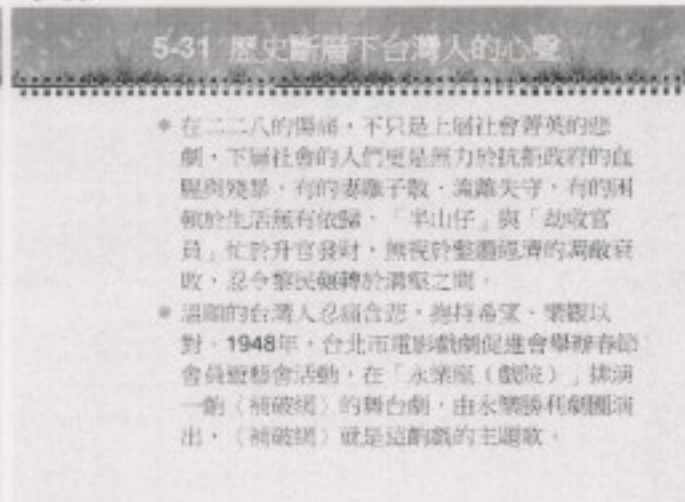 5-31 歷史斷層下台灣人的心聲
在二二八的傷痛，不只是上層社會菁英的悲
劇，下層社會的人們更是無力於抗拒政府的血
腥與殘暴，有的妻離子散、流離失守，有的困
頓於生活無有依歸，「半山仔」與「劫收官
員」忙於升官發財，無視於整體經濟的凋敝衰
敗，忍令黎民輾轉於溝壑之間。
溫順的台灣人忍痛含悲，抱持希望、樂觀以
對。1948年，台北市電影戲劇促進會舉辦春節
會員遊藝會活動，在「永樂座（戲院）」排演
一齣〈補破網〉的舞台劇，由永樂勝利劇團演
出，〈補破網〉就是這齣戲的主題歌。